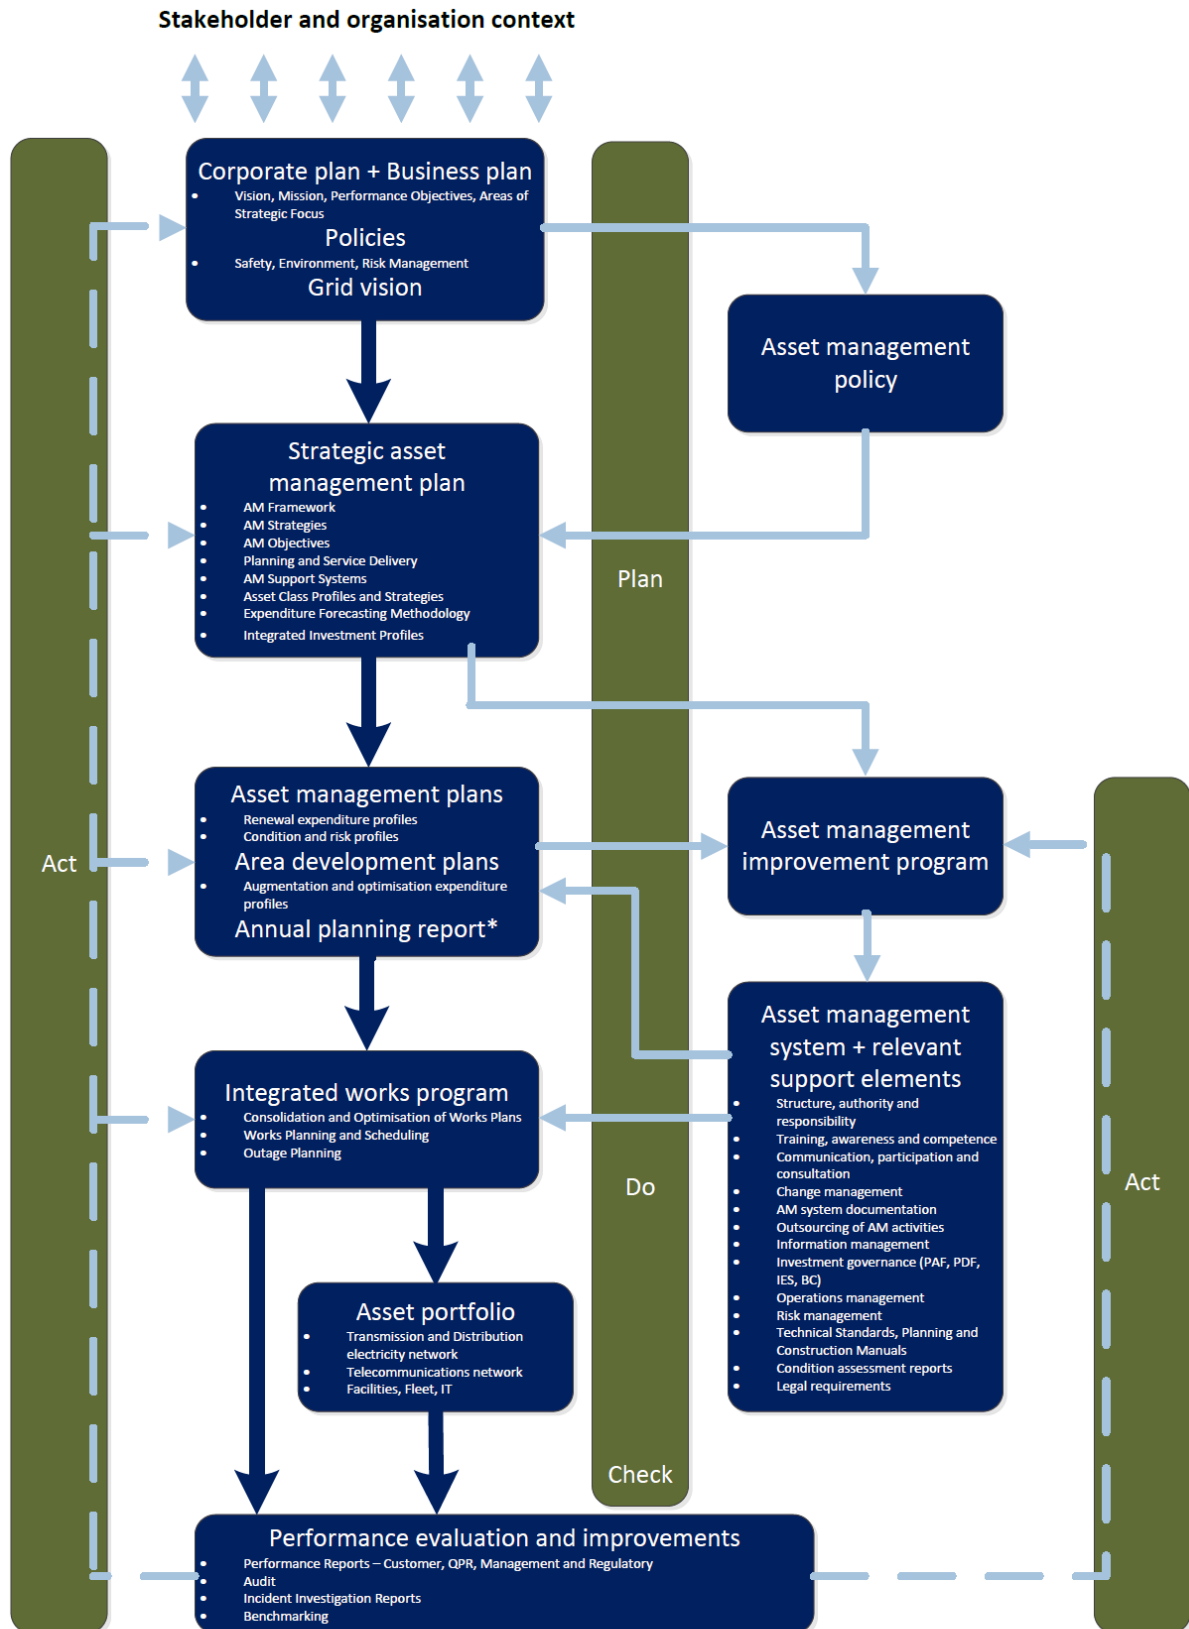 Stakeholder and organisation context
Corporate plan + Business plan
• Vision, Mission, Performance Objectives, Areas of
Strategic Focus
Policies
• Safety, Environment, Risk Management
Grid vision
Asset management
policy
Strategic asset
management plan
• AM Framework
• AM Strategies
• AM Objectives
• Planning and Service Delivery
• AM Support Systems
• Asset Class Profiles and Strategies
• Expenditure Forecasting Methodology
• Integrated Investment Profiles
Plan
Asset management plans
• Renewal expenditure profiles
• Condition and risk profiles
Area development plans
• Augmentation and optimisation expenditure
profiles
Annual planning report*
Asset management
improvement program
Act
Asset management
system + relevant
support elements
• Structure, authority and
responsibility
• Training, awareness and competence
• Communication, participation and
consultation
• Change management
• AM system documentation
• Outsourcing of AM activities
• Information management
• Investment governance (PAF, PDF,
IES, BC)
• Operations management
• Risk management
• Technical Standards, Planning and
Construction Manuals
• Condition assessment reports
• Legal requirements
Integrated works program
• Consolidation and Optimisation of Works Plans
• Works Planning and Scheduling
• Outage Planning
Do
Act
Asset portfolio
• Transmission and Distribution
electricity network
• Telecommunications network
• Facilities, Fleet, IT
Check
Performance evaluation and improvements
• Performance Reports – Customer, QPR, Management and Regulatory
• Audit
• Incident Investigation Reports
• Benchmarking